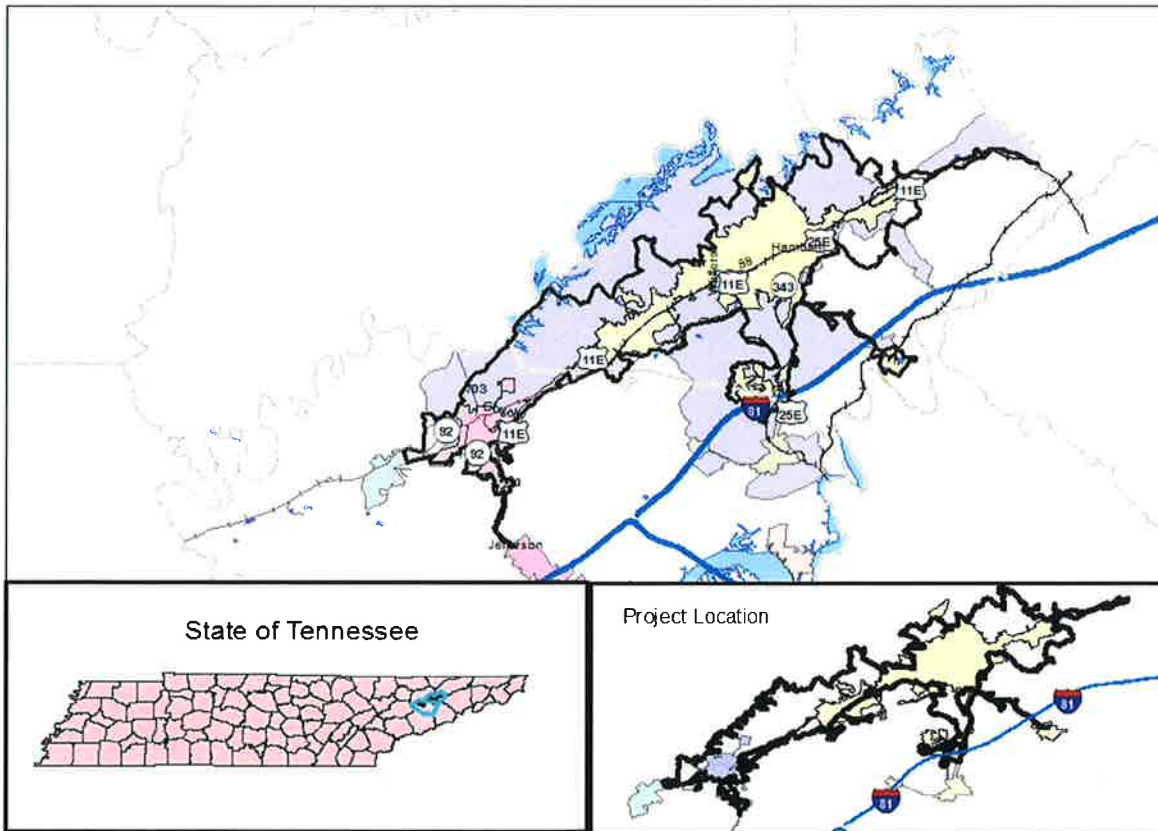 11E
25E
Hamblen
88
11E
343
11E
81
25E
92
11E
92
Jefferson
State of Tennessee
Project Location
81
81